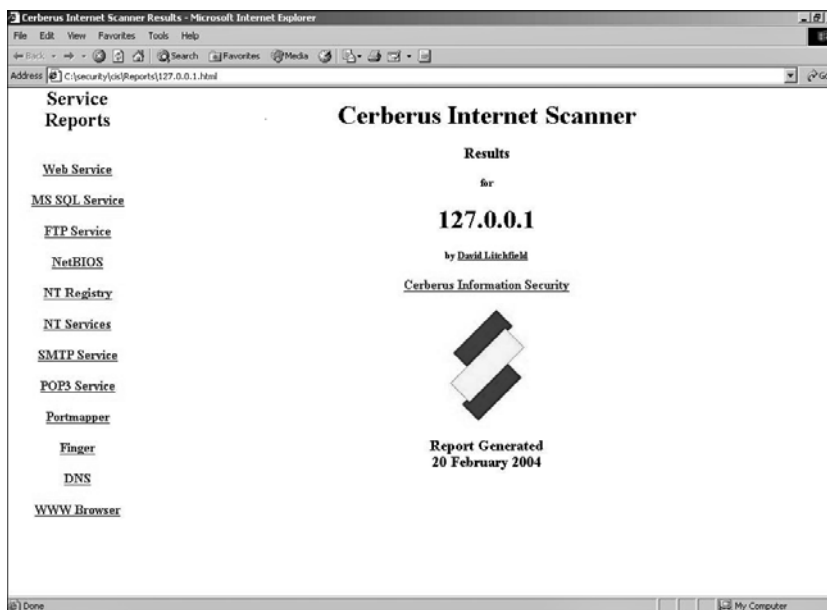 Cerberus Internet Scanner Results - Microsoft Internet Explorer
File Edit View Favorites Tools Help
Back Search Favorites Media
Address C:\security\cis\Reports\127.0.0.1.html Go
Service
Reports
Web Service
MS SQL Service
FTP Service
NetBIOS
NT Registry
NT Services
SMTP Service
POP3 Service
Portmapper
Finger
DNS
WWW Browser
Cerberus Internet Scanner
Results
for
127.0.0.1
by David Litchfield
Cerberus Information Security
Report Generated
20 February 2004
Done My Computer